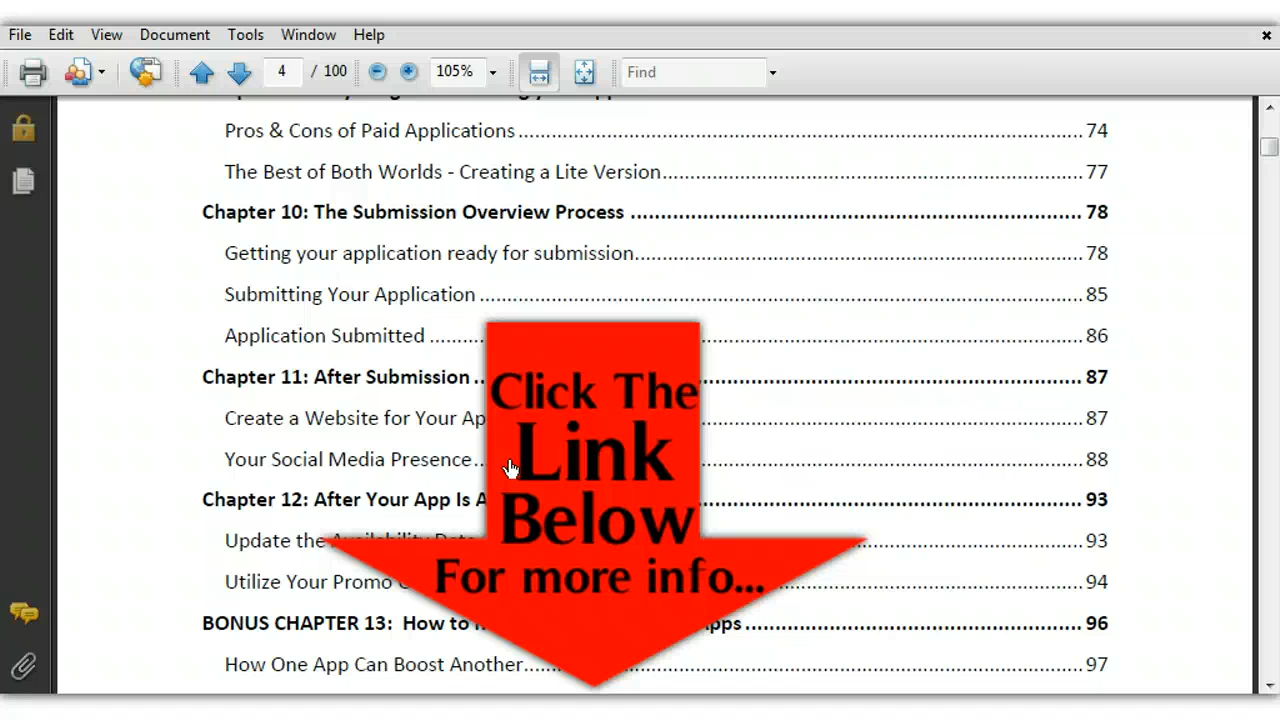 File Edit View Document Tools Window Help
4 / 100 105% Find
Pros & Cons of Paid Applications 74
The Best of Both Worlds - Creating a Lite Version 77
Chapter 10: The Submission Overview Process 78
Getting your application ready for submission 78
Submitting Your Application 85
Application Submitted 86
Chapter 11: After Submission 87
Create a Website for Your 87
Your Social Media Presence 88
Chapter 12: After Your App Is 93
Update the 93
Utilize Your Promo 94
BONUS CHAPTER 13: How to 96
How One App Can Boost Another 97
Click The
Link
Below
For more info...